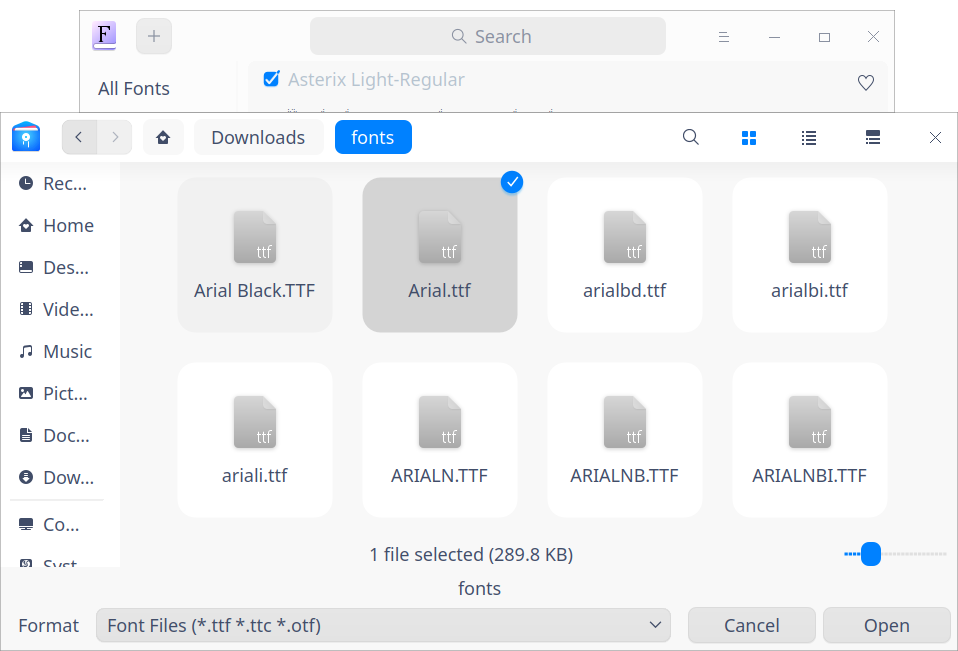 F
Search
All Fonts
Asterix Light-Regular
Downloads
fonts
Rec...
Home
Des...
Vide...
Music
Pict...
Doc...
Dow...
Co...
ttf
Arial Black.TTF
ttf
Arial.ttf
ttf
arialbd.ttf
ttf
arialbi.ttf
ttf
ariali.ttf
ttf
ARIALN.TTF
ttf
ARIALNB.TTF
ttf
ARIALNBI.TTF
1 file selected (289.8 KB)
fonts
Format
Font Files (*.ttf *.ttc *.otf)
Cancel
Open